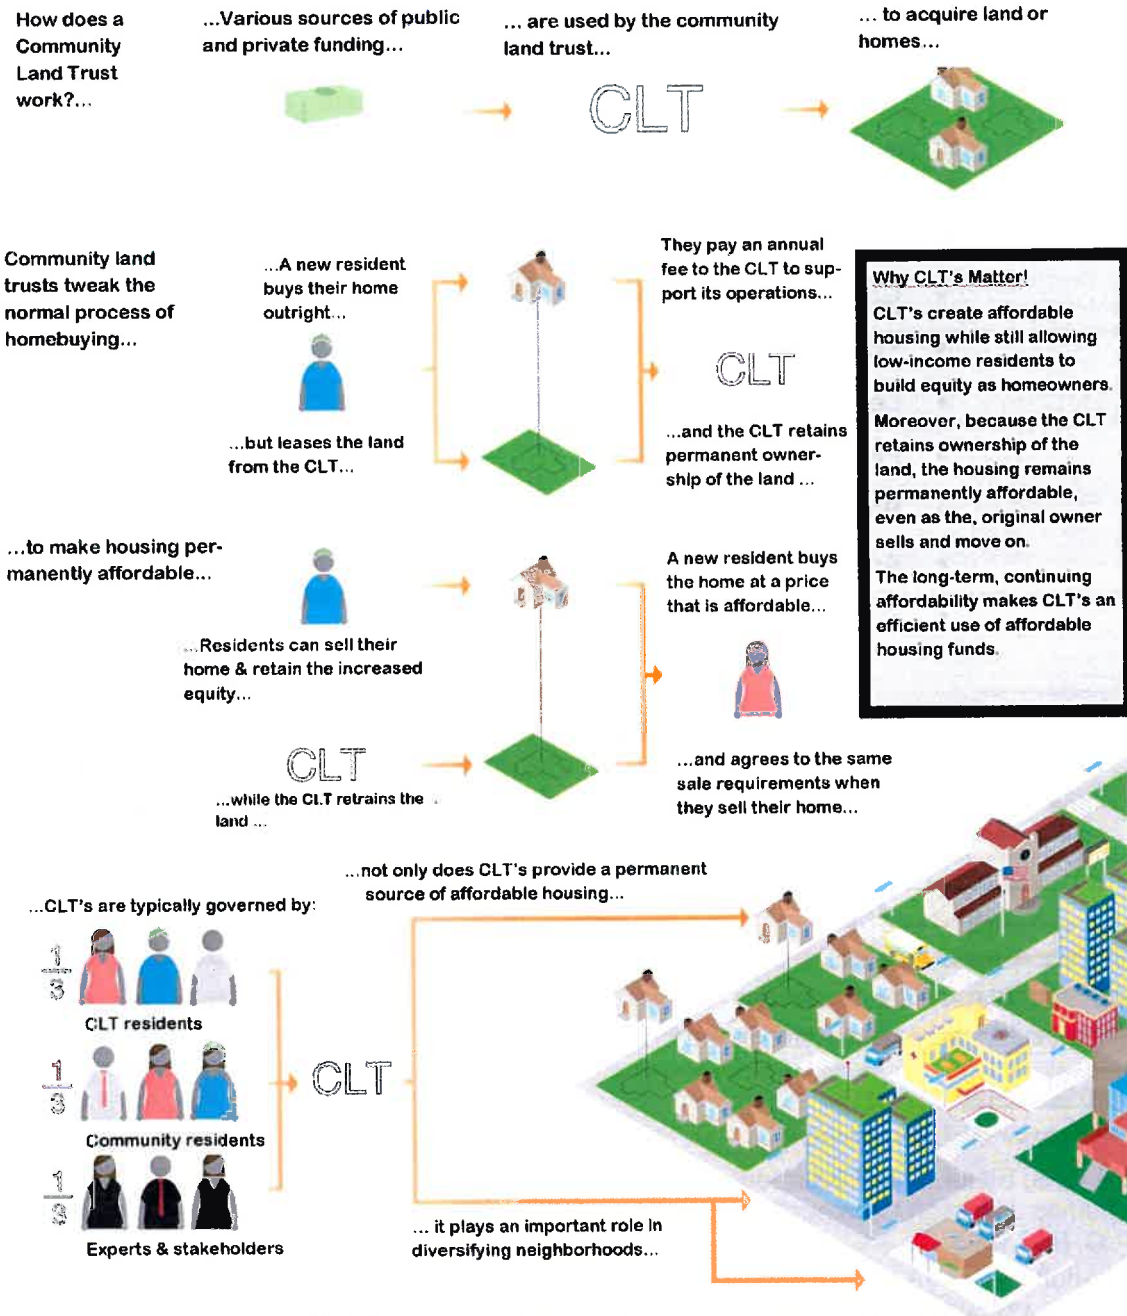 How does a
Community
Land Trust
work?...
...Various sources of public
and private funding...
... are used by the community
land trust...
CLT
... to acquire land or
homes...
Community land
trusts tweak the
normal process of
homebuying...
...A new resident
buys their home
outright...
...but leases the land
from the CLT...
They pay an annual
fee to the CLT to sup-
port its operations...
CLT
...and the CLT retains
permanent owner-
ship of the land ...
Why CLT's Matter!
CLT's create affordable
housing while still allowing
low-income residents to
build equity as homeowners.
Moreover, because the CLT
retains ownership of the
land, the housing remains
permanently affordable,
even as the, original owner
sells and move on.
The long-term, continuing
affordability makes CLT's an
efficient use of affordable
housing funds.
...to make housing per-
manently affordable...
...Residents can sell their
home & retain the increased
equity...
CLT
...while the CLT retrains the
land ...
A new resident buys
the home at a price
that is affordable...
...and agrees to the same
sale requirements when
they sell their home...
...CLT's are typically governed by:
1/3
CLT residents
1/3
Community residents
1/3
Experts & stakeholders
CLT
...not only does CLT's provide a permanent
source of affordable housing...
... it plays an important role in
diversifying neighborhoods...